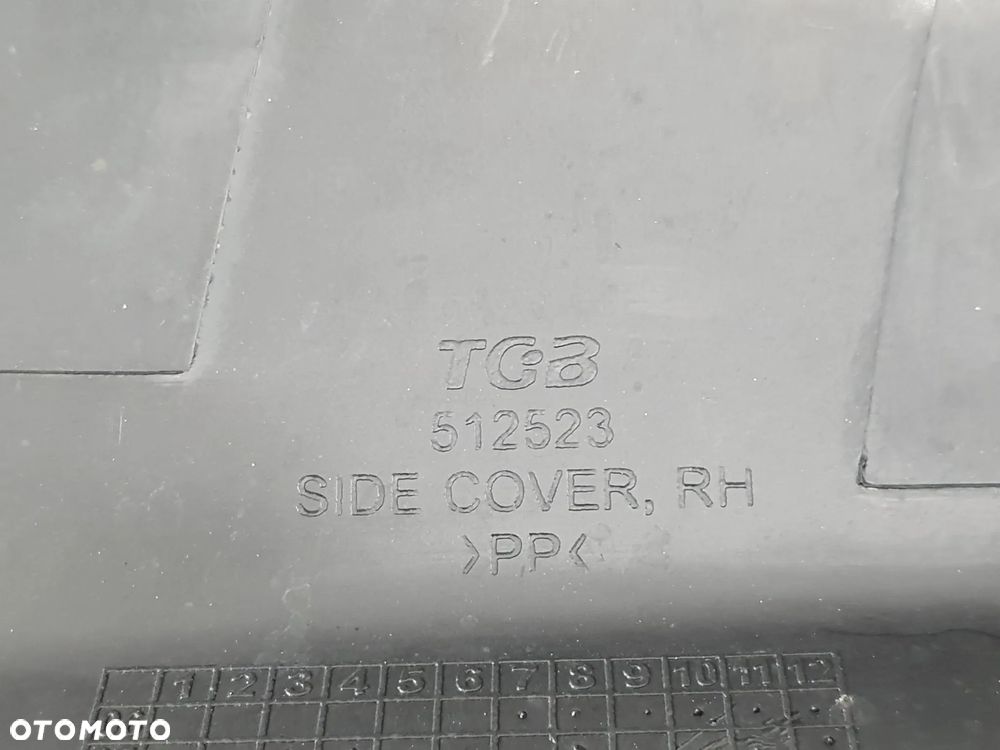 TGB
512523
SIDE COVER, RH
>PP<
1 2 3 4 5 6 7 8 9 10 11 12
OTOMOTO